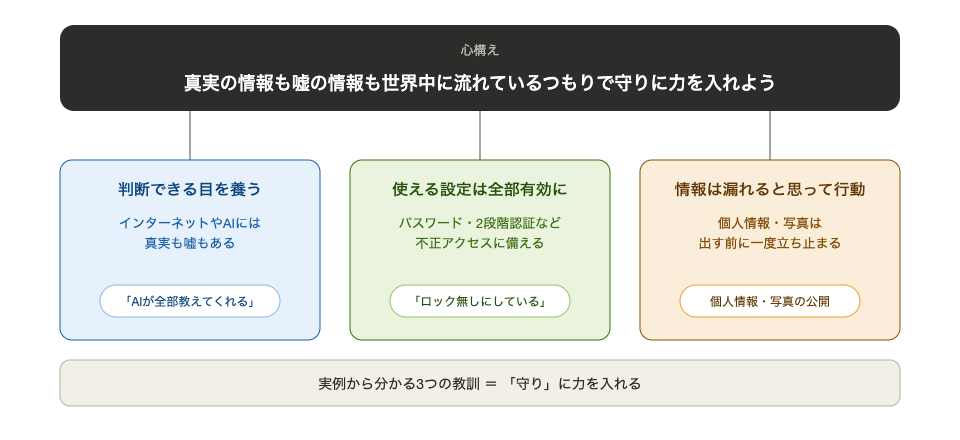 心構え
真実の情報も嘘の情報も世界中に流れているつもりで守りに力を入れよう
判断できる目を養う
インターネットやAIには
真実も嘘もある
「AIが全部教えてくれる」
使える設定は全部有効に
パスワード・2段階認証など
不正アクセスに備える
「ロック無しにしている」
情報は漏れると思って行動
個人情報・写真は
出す前に一度立ち止まる
個人情報・写真の公開
実例から分かる3つの教訓 ＝ 「守り」に力を入れる